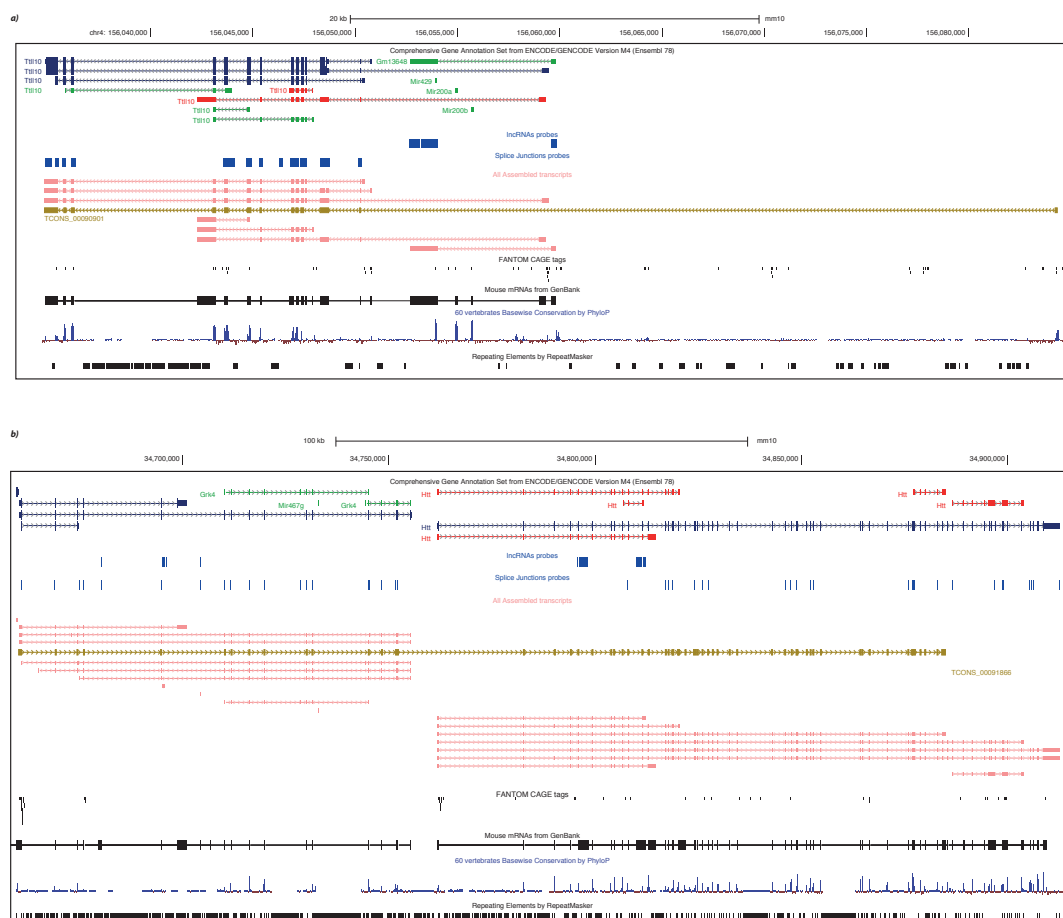 a)
20 kb mm10
chr4: 156,040,000 156,045,000 156,050,000 156,055,000 156,060,000 156,065,000 156,070,000 156,075,000 156,080,000
Comprehensive Gene Annotation Set from ENCODE/GENCODE Version M4 (Ensembl 78)
Ttll10 Gm13648
Ttll10
Ttll10 Mir429
Ttll10 Ttll10 Mir200a
Ttll10
Ttll10 Mir200b
Ttll10
lncRNAs probes
Splice Junctions probes
All Assembled transcripts
TCONS_00090901
FANTOM CAGE tags
Mouse mRNAs from GenBank
60 vertebrates Basewise Conservation by PhyloP
Repeating Elements by RepeatMasker
b)
100 kb mm10
34,700,000 34,750,000 34,800,000 34,850,000 34,900,000
Comprehensive Gene Annotation Set from ENCODE/GENCODE Version M4 (Ensembl 78)
Grk4 Htt Htt
Mir467g Grk4 Htt Htt
Htt
Htt
lncRNAs probes
Splice Junctions probes
All Assembled transcripts
TCONS_00091866
FANTOM CAGE tags
Mouse mRNAs from GenBank
60 vertebrates Basewise Conservation by PhyloP
Repeating Elements by RepeatMasker